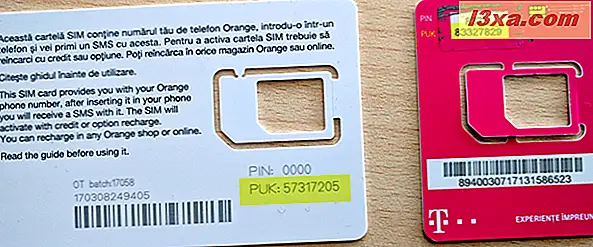 Această cartelă SIM conține numărul tău de telefon Orange, introdu-o într-un
telefon și vei primi un SMS cu acesta. Pentru a activa cartela SIM trebuie să
reîncarci cu credit sau opțiune. Poți reîncărca în orice magazin Orange sau online.
Citește ghidul înainte de utilizare.
This SIM card provides you with your Orange
phone number, after inserting it in your phone
you will receive a SMS with it. The SIM will
activate with credit or option recharge.
You can recharge in any Orange shop or online.
Read the guide before using it.
OT batch:17058
170308249405
PIN: 0000
PUK: 57317205
l3xa.com
PIN
PUK:
83327829
8940030717131586523
T
EXPERIENȚE ÎMPREUN